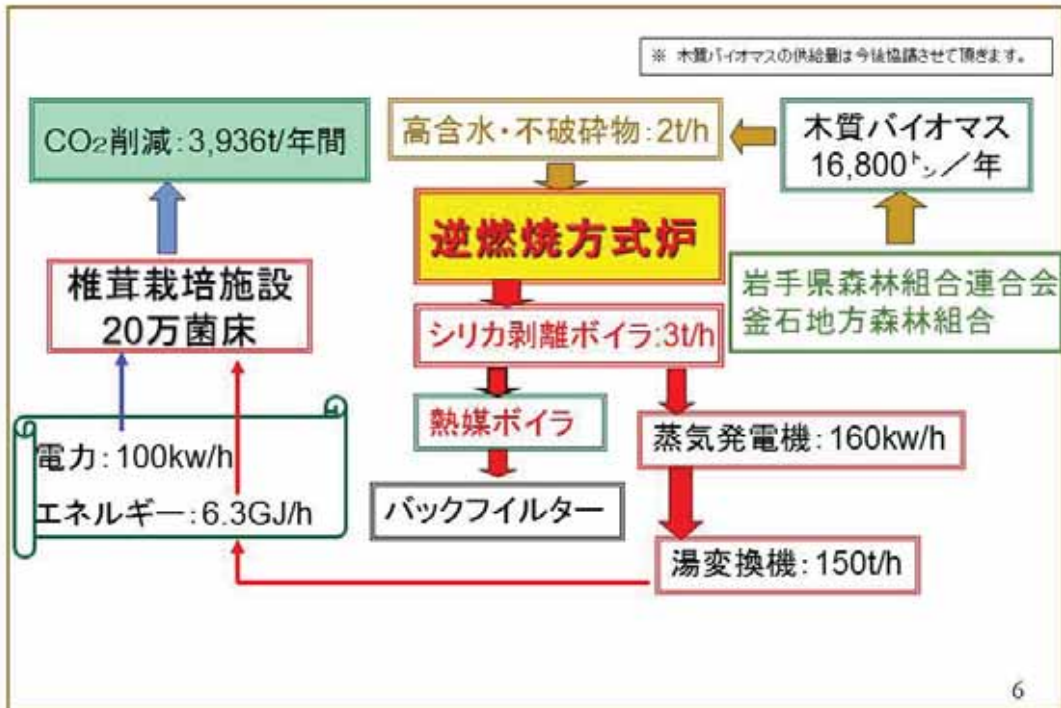 ※ 木質バイオマスの供給量は今後協議させて頂きます。
CO2削減:3,936t/年間
高含水・不破砕物:2t/h
木質バイオマス
16,800㌧/年
逆燃焼方式炉
椎茸栽培施設
20万菌床
シリカ剥離ボイラ:3t/h
岩手県森林組合連合会
釜石地方森林組合
熱媒ボイラ
蒸気発電機:160kw/h
電力:100kw/h
エネルギー:6.3GJ/h
バックフイルター
湯変換機:150t/h
6